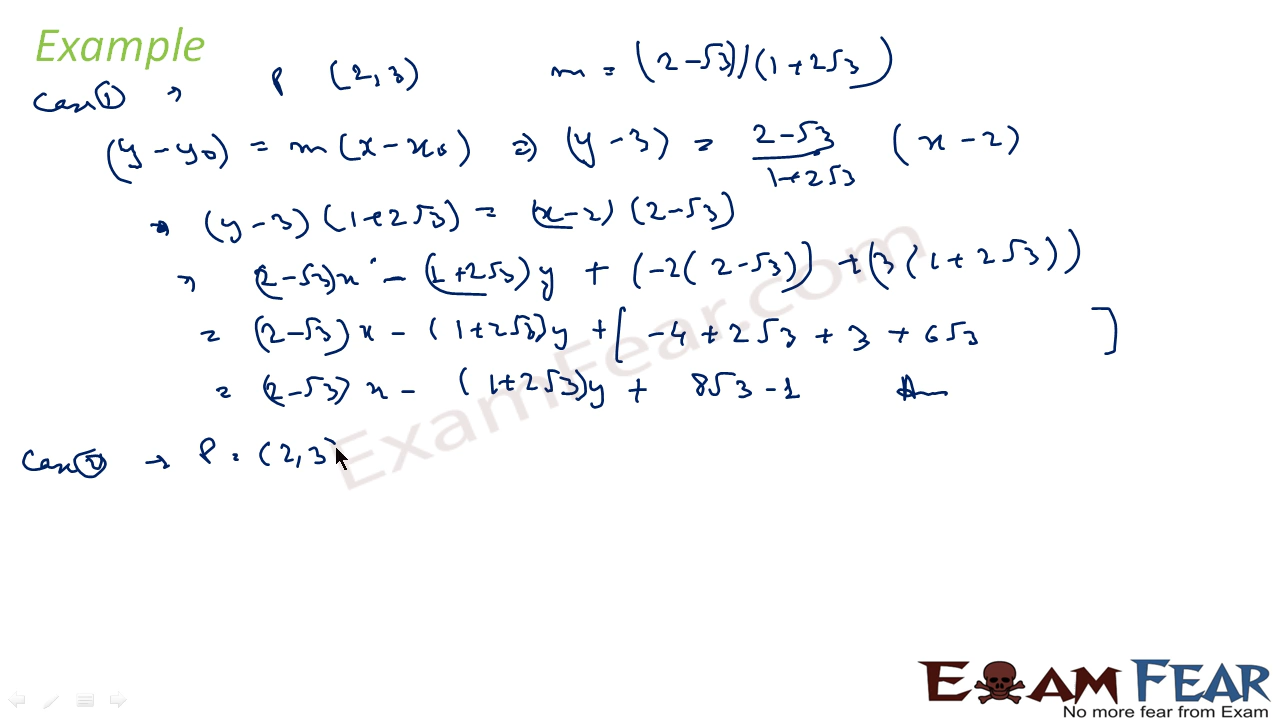 Example
Case ① → P (2,3) m = (2-√3)/(1+2√3)
(y-y₀) = m(x-x₀) ⇒ (y-3) = 2-√3/1+2√3 (x-2)
⇒ (y-3)(1+2√3) = (x-2)(2-√3)
⇒ (2-√3)x - (1+2√3)y + (-2(2-√3)) + (3(1+2√3))
= (2-√3)x - (1+2√3)y + [-4+2√3+3+6√3]
= (2-√3)x - (1+2√3)y + 8√3-1 Ans
Case ② → P = (2,3)
ExamFear.com
EXAM FEAR
No more fear from Exam